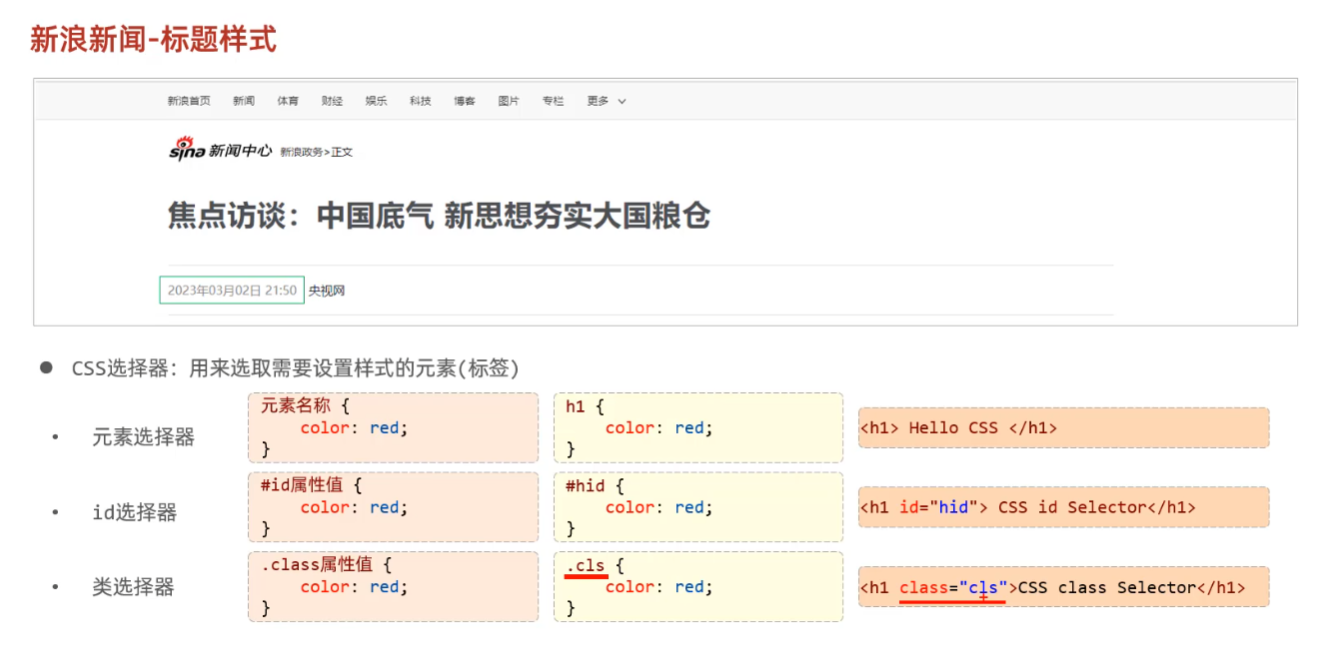 新浪新闻-标题样式
新浪首页 新闻 体育 财经 娱乐 科技 博客 图片 专栏 更多
sina 新闻中心 新浪政务>正文
焦点访谈：中国底气 新思想夯实大国粮仓
2023年03月02日 21:50 央视网
CSS选择器：用来选取需要设置样式的元素(标签)
元素选择器
元素名称 {
color: red;
}
h1 {
color: red;
}
<h1> Hello CSS </h1>
id选择器
#id属性值 {
color: red;
}
#hid {
color: red;
}
<h1 id="hid"> CSS id Selector</h1>
类选择器
.class属性值 {
color: red;
}
.cls {
color: red;
}
<h1 class="cls">CSS class Selector</h1>